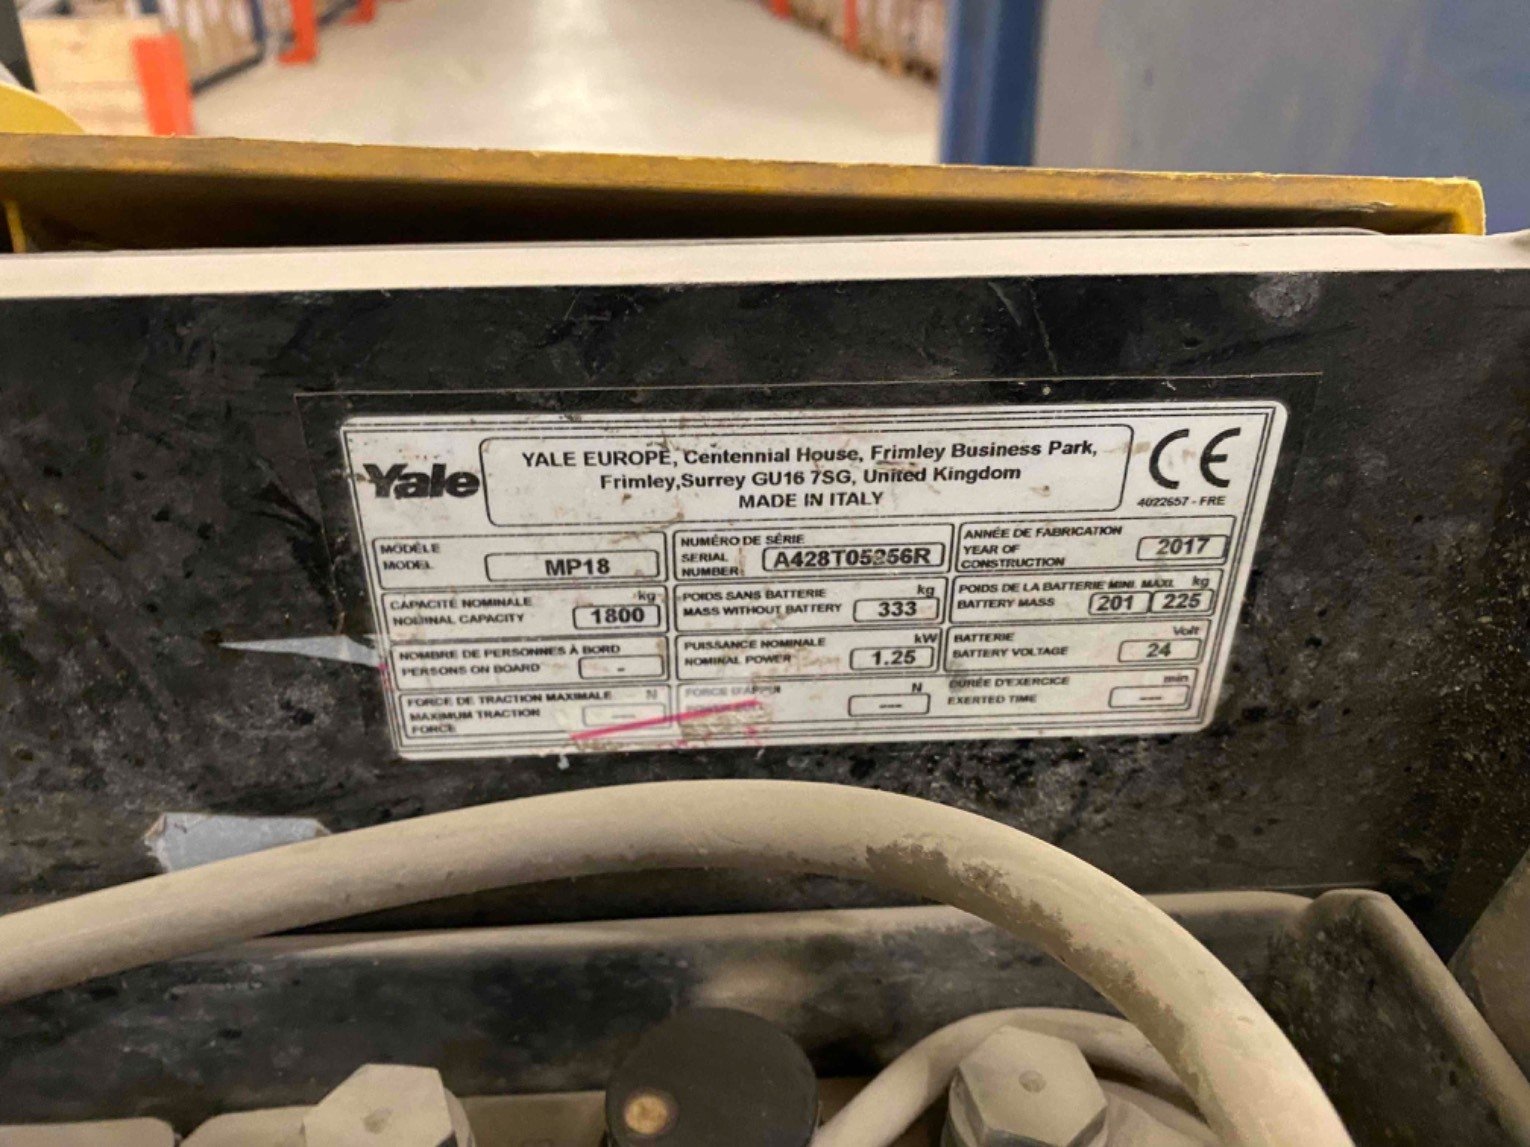 Yale
YALE EUROPE, Centennial House, Frimley Business Park,
Frimley,Surrey GU16 7SG, United Kingdom
MADE IN ITALY
CE
4022657 - FRE
MODÈLE
MODEL
MP18
NUMÉRO DE SÉRIE
SERIAL
NUMBER
A428T05256R
ANNÉE DE FABRICATION
YEAR OF
CONSTRUCTION
2017
CAPACITÉ NOMINALE kg
NOMINAL CAPACITY
1800
POIDS SANS BATTERIE kg
MASS WITHOUT BATTERY
333
POIDS DE LA BATTERIE MINI. MAXI. kg
BATTERY MASS
201 225
NOMBRE DE PERSONNES À BORD
PERSONS ON BOARD
-
PUISSANCE NOMINALE kW
NOMINAL POWER
1.25
BATTERIE Volt
BATTERY VOLTAGE
24
FORCE DE TRACTION MAXIMALE N
MAXIMUM TRACTION
FORCE
---
FORCE D'APPUI N
---
DURÉE D'EXERCICE min
EXERTED TIME
---